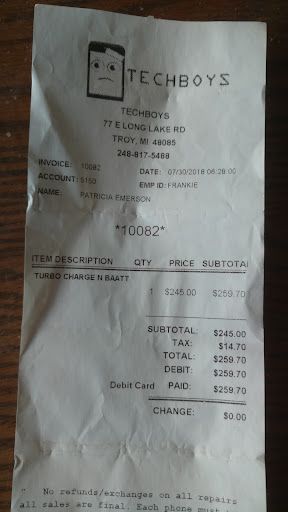 TECHBOYS
TECHBOYS
77 E LONG LAKE RD
TROY, MI 48085
248-817-5488
INVOICE: 10082 DATE: 07/30/2018 06:28:00
ACCOUNT: 5150 EMP ID: FRANKIE
NAME: PATRICIA EMERSON
*10082*
ITEM DESCRIPTION QTY PRICE SUBTOTAL
TURBO CHARGE N BAATT
1 $245.00 $259.70
SUBTOTAL: $245.00
TAX: $14.70
TOTAL: $259.70
DEBIT: $259.70
Debit Card PAID: $259.70
CHANGE: $0.00
" No refunds/exchanges on all repairs
all sales are final. Each phone must